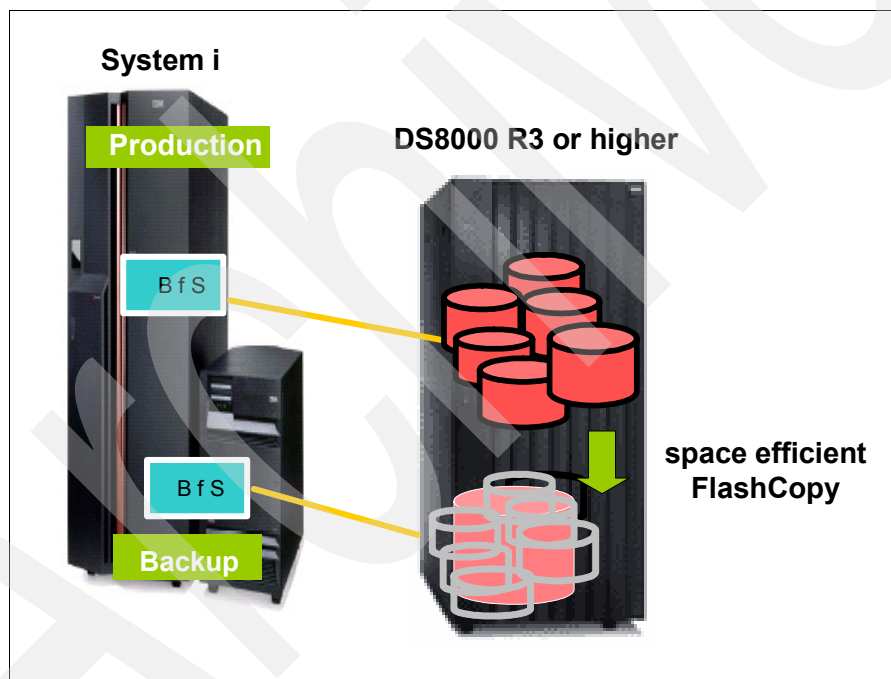 System i
Production
DS8000 R3 or higher
B f S
space efficient
FlashCopy
B f S
Backup